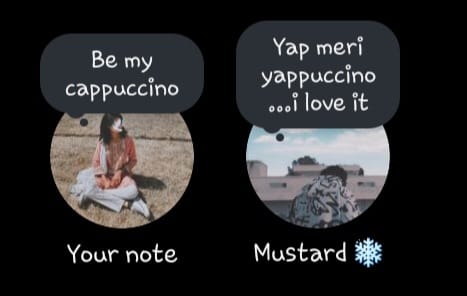 Be my
cappuccino
Yap meri
yappuccino
...i love it
Your note
Mustard ❄️